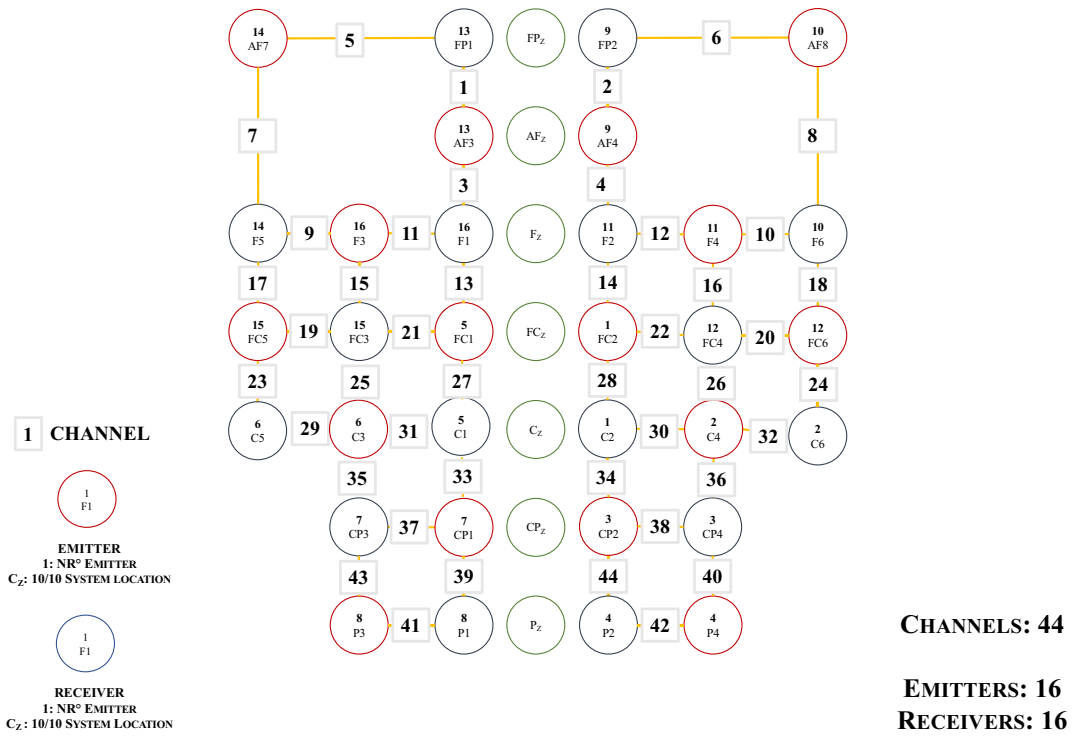 14
AF7
5
13
FP1
FPZ
9
FP2
6
10
AF8
1
2
7
13
AF3
AFZ
9
AF4
8
3
4
14
F5
9
16
F3
11
16
F1
FZ
11
F2
12
11
F4
10
10
F6
17
15
13
14
16
18
15
FC5
19
15
FC3
21
5
FC1
FCZ
1
FC2
22
12
FC4
20
12
FC6
23
25
27
28
26
24
6
C5
29
6
C3
31
5
C1
CZ
1
C2
30
2
C4
32
2
C6
35
33
34
36
7
CP3
37
7
CP1
CPZ
3
CP2
38
3
CP4
43
39
44
40
8
P3
41
8
P1
PZ
4
P2
42
4
P4
1 CHANNEL
1
F1
EMITTER
1: NR° EMITTER
CZ: 10/10 SYSTEM LOCATION
1
F1
RECEIVER
1: NR° EMITTER
CZ: 10/10 SYSTEM LOCATION
CHANNELS: 44
EMITTERS: 16
RECEIVERS: 16